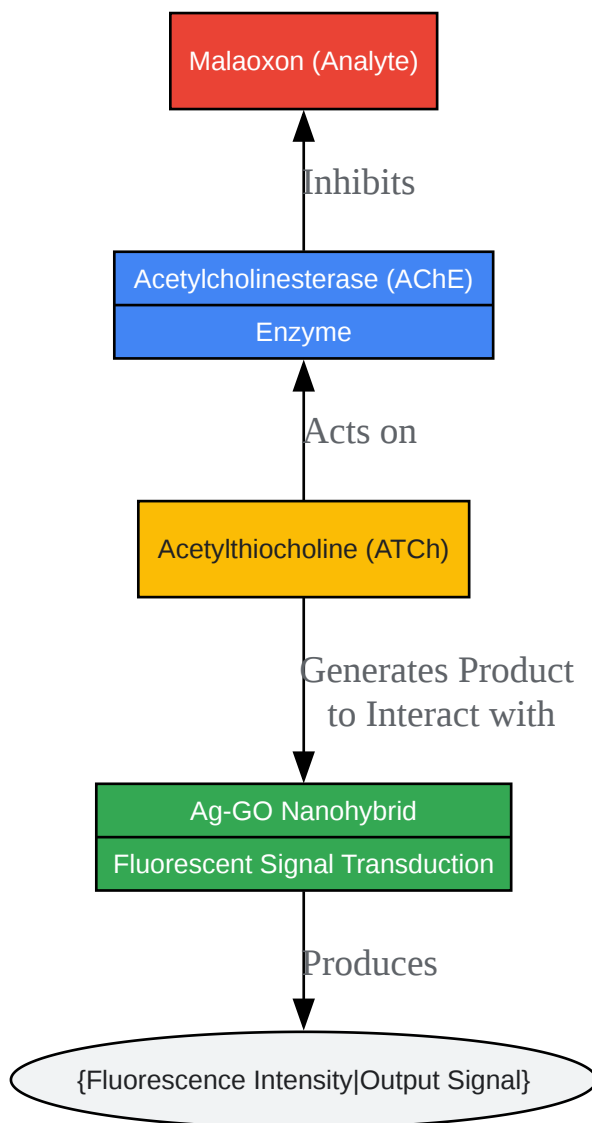 Malaoxon (Analyte)
Inhibits
Acetylcholinesterase (AChE)
Enzyme
Acts on
Acetylthiocholine (ATCh)
Generates Product
to Interact with
Ag-GO Nanohybrid
Fluorescent Signal Transduction
Produces
{Fluorescence Intensity|Output Signal}